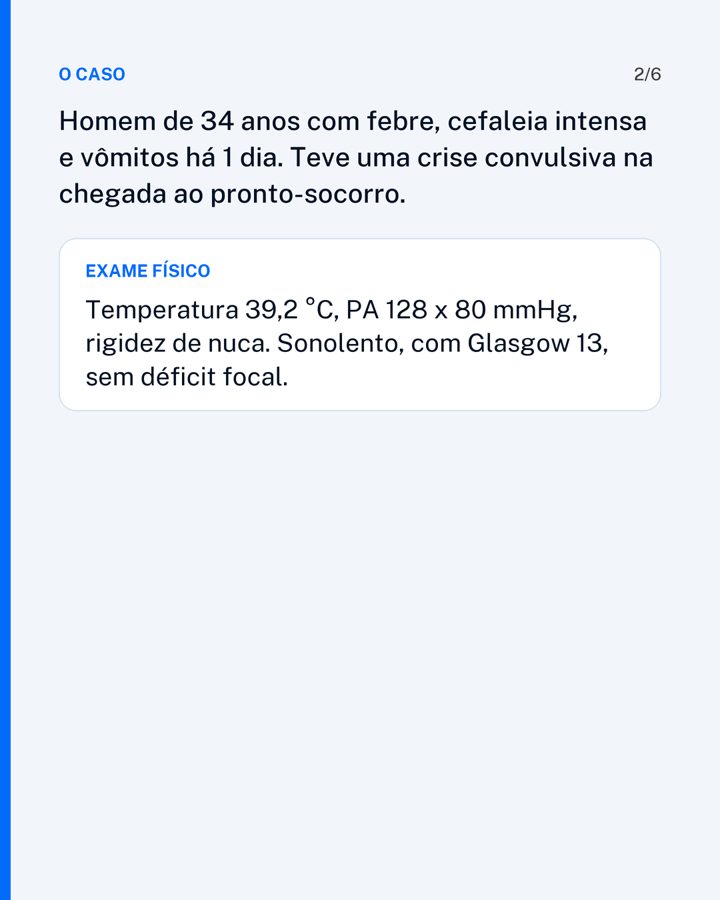 O CASO
2/6
Homem de 34 anos com febre, cefaleia intensa
e vômitos há 1 dia. Teve uma crise convulsiva na
chegada ao pronto-socorro.
EXAME FÍSICO
Temperatura 39,2 °C, PA 128 x 80 mmHg,
rigidez de nuca. Sonolento, com Glasgow 13,
sem déficit focal.